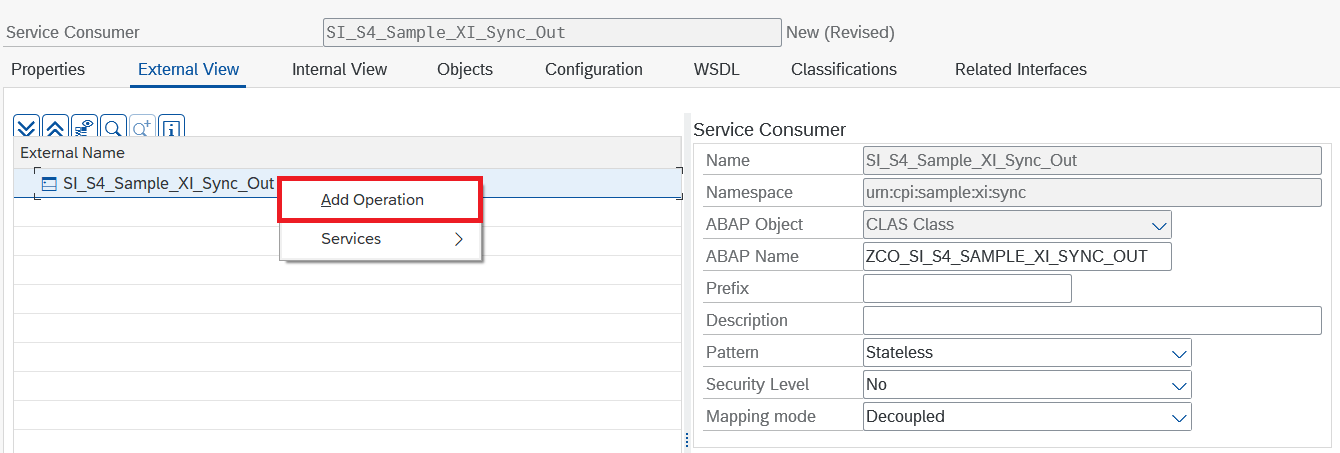 Service Consumer SI_S4_Sample_XI_Sync_Out New (Revised)
Properties External View Internal View Objects Configuration WSDL Classifications Related Interfaces
External Name
SI_S4_Sample_XI_Sync_Out
Add Operation
Services
Service Consumer
Name SI_S4_Sample_XI_Sync_Out
Namespace urn:cpi:sample:xi:sync
ABAP Object CLAS Class
ABAP Name ZCO_SI_S4_SAMPLE_XI_SYNC_OUT
Prefix
Description
Pattern Stateless
Security Level No
Mapping mode Decoupled